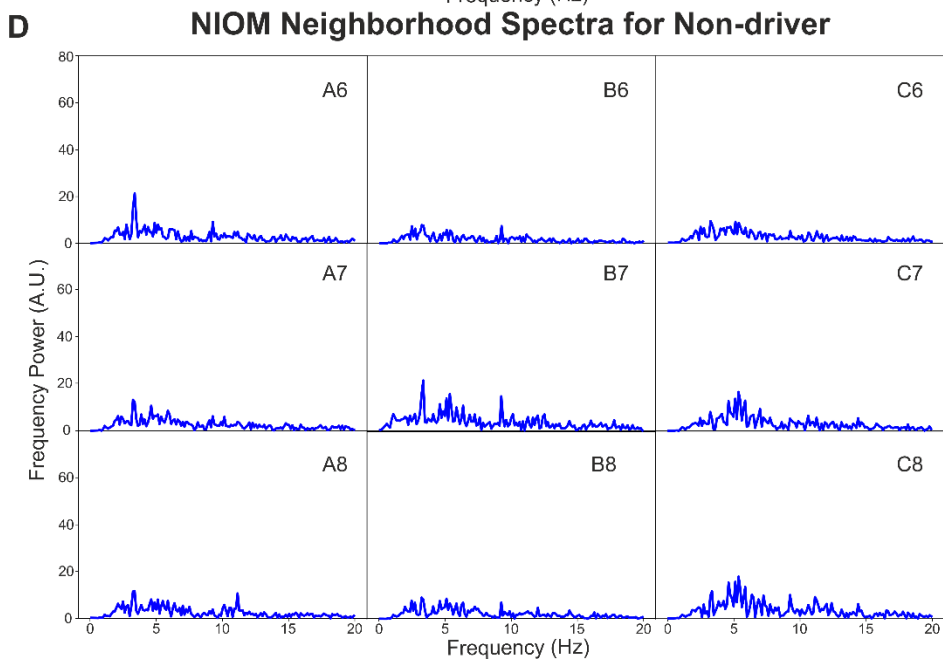 Frequency (Hz)
D NIOM Neighborhood Spectra for Non-driver
80
60
40
20
0
A6
B6
C6
60
40
20
0
A7
B7
C7
60
40
20
0
A8
B8
C8
0 5 10 15 20 0 5 10 15 20 0 5 10 15 20
Frequency Power (A.U.)
Frequency (Hz)